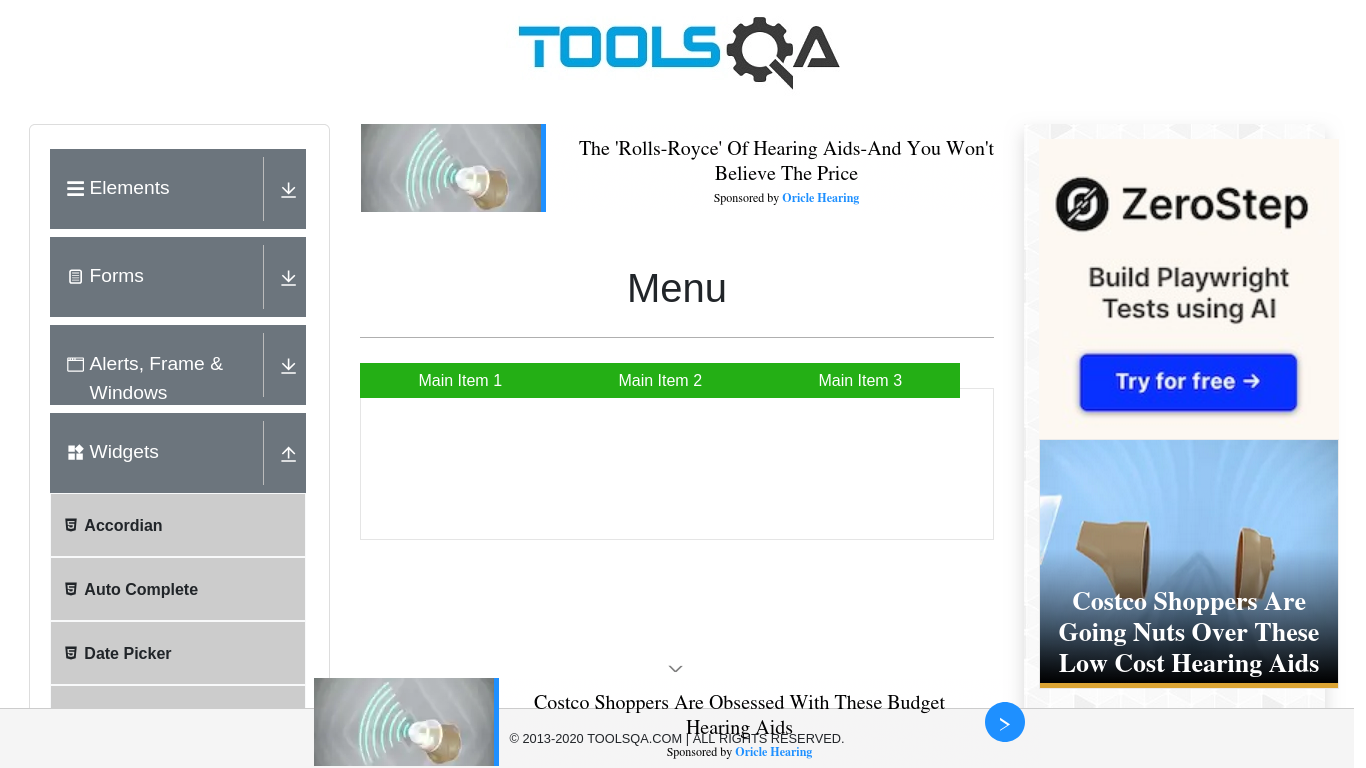 TOOLSQA
Elements
Forms
Alerts, Frame &
Windows
Widgets
Accordian
Auto Complete
Date Picker
The 'Rolls-Royce' Of Hearing Aids-And You Won't
Believe The Price
Sponsored by Oricle Hearing
Menu
Main Item 1
Main Item 2
Main Item 3
ZeroStep
Build Playwright
Tests using AI
Try for free →
Costco Shoppers Are
Going Nuts Over These
Low Cost Hearing Aids
Costco Shoppers Are Obsessed With These Budget
Hearing Aids
© 2013-2020 TOOLSQA.COM | ALL RIGHTS RESERVED.
Sponsored by Oricle Hearing